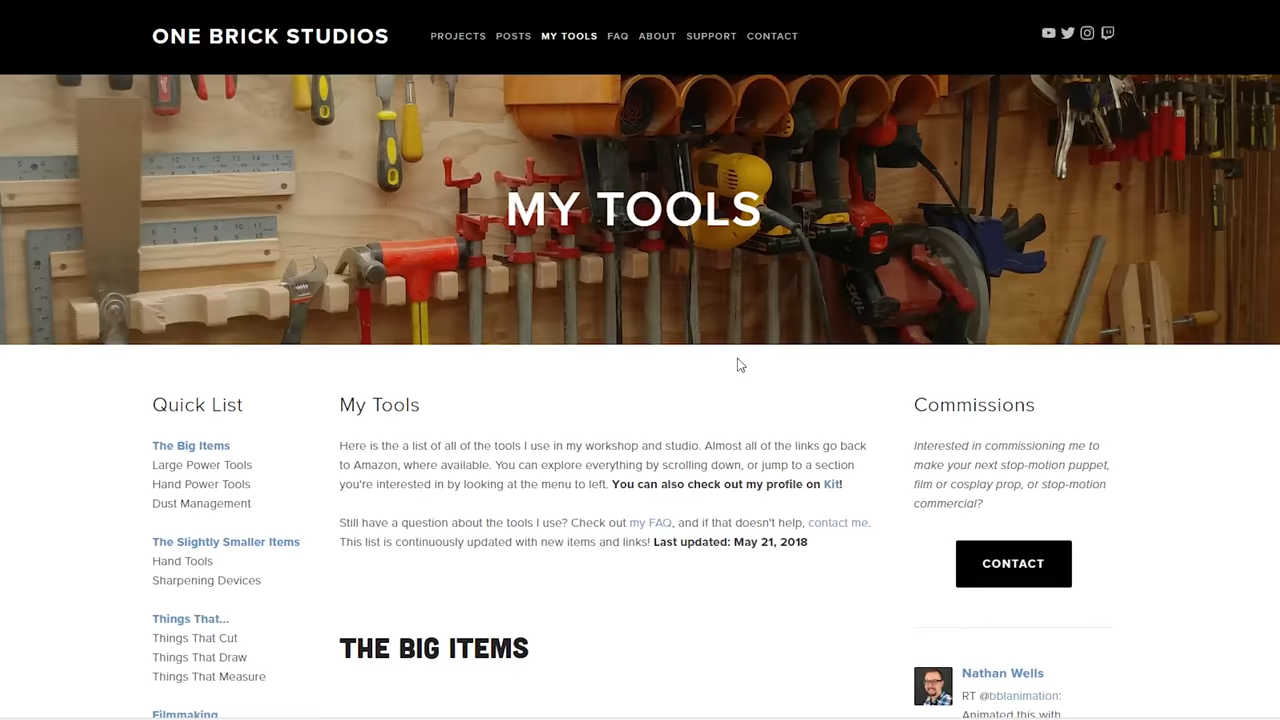 ONE BRICK STUDIOS
PROJECTS POSTS MY TOOLS FAQ ABOUT SUPPORT CONTACT
MY TOOLS
SKIL
Quick List
The Big Items
Large Power Tools
Hand Power Tools
Dust Management
The Slightly Smaller Items
Hand Tools
Sharpening Devices
Things That...
Things That Cut
Things That Draw
Things That Measure
Filmmaking
My Tools
Here is the a list of all of the tools I use in my workshop and studio. Almost all of the links go back
to Amazon, where available. You can explore everything by scrolling down, or jump to a section
you're interested in by looking at the menu to left. You can also check out my profile on Kit!
Still have a question about the tools I use? Check out my FAQ, and if that doesn't help, contact me.
This list is continuously updated with new items and links! Last updated: May 21, 2018
THE BIG ITEMS
Commissions
Interested in commissioning me to
make your next stop-motion puppet,
film or cosplay prop, or stop-motion
commercial?
CONTACT
Nathan Wells
RT @bblanimation:
Animated this with